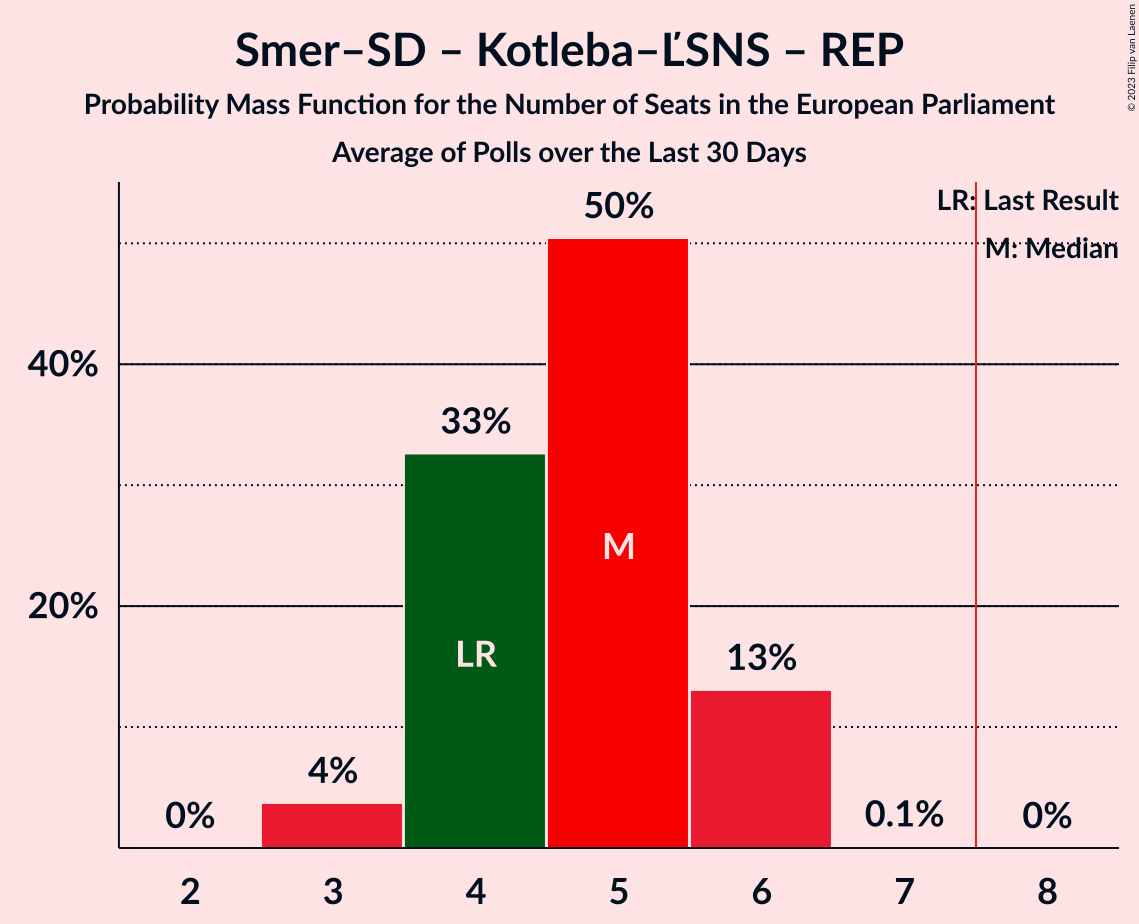 Smer–SD – Kotleba–ĽSNS – REP
Probability Mass Function for the Number of Seats in the European Parliament
Average of Polls over the Last 30 Days
© 2023 Filip van Laenen
LR: Last Result
M: Median
50%
40%
33%
M
20%
LR
13%
4%
0%
0.1%
0%
2 3 4 5 6 7 8